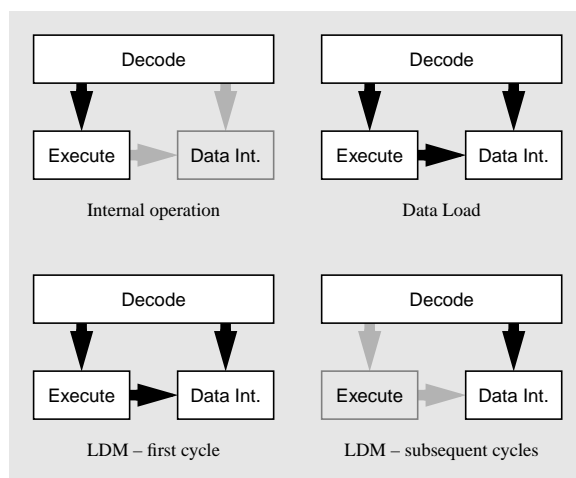 Decode
Decode
Execute
Data Int.
Execute
Data Int.
Internal operation
Data Load
Decode
Decode
Execute
Data Int.
Execute
Data Int.
LDM – first cycle
LDM – subsequent cycles